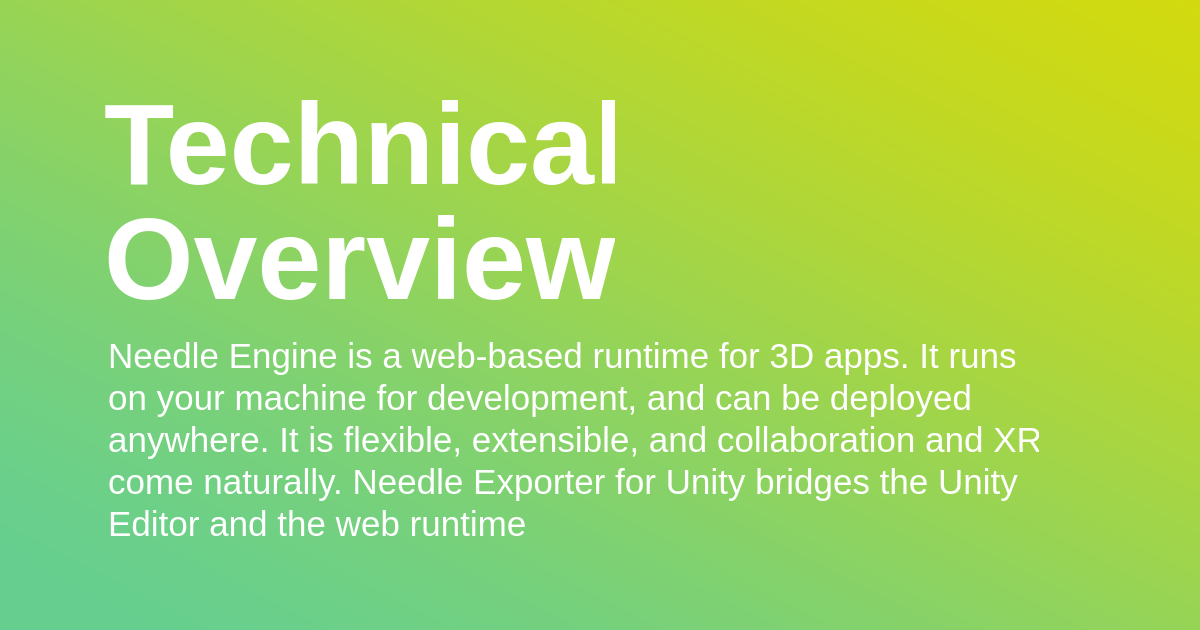 Technical
Overview
Needle Engine is a web-based runtime for 3D apps. It runs
on your machine for development, and can be deployed
anywhere. It is flexible, extensible, and collaboration and XR
come naturally. Needle Exporter for Unity bridges the Unity
Editor and the web runtime